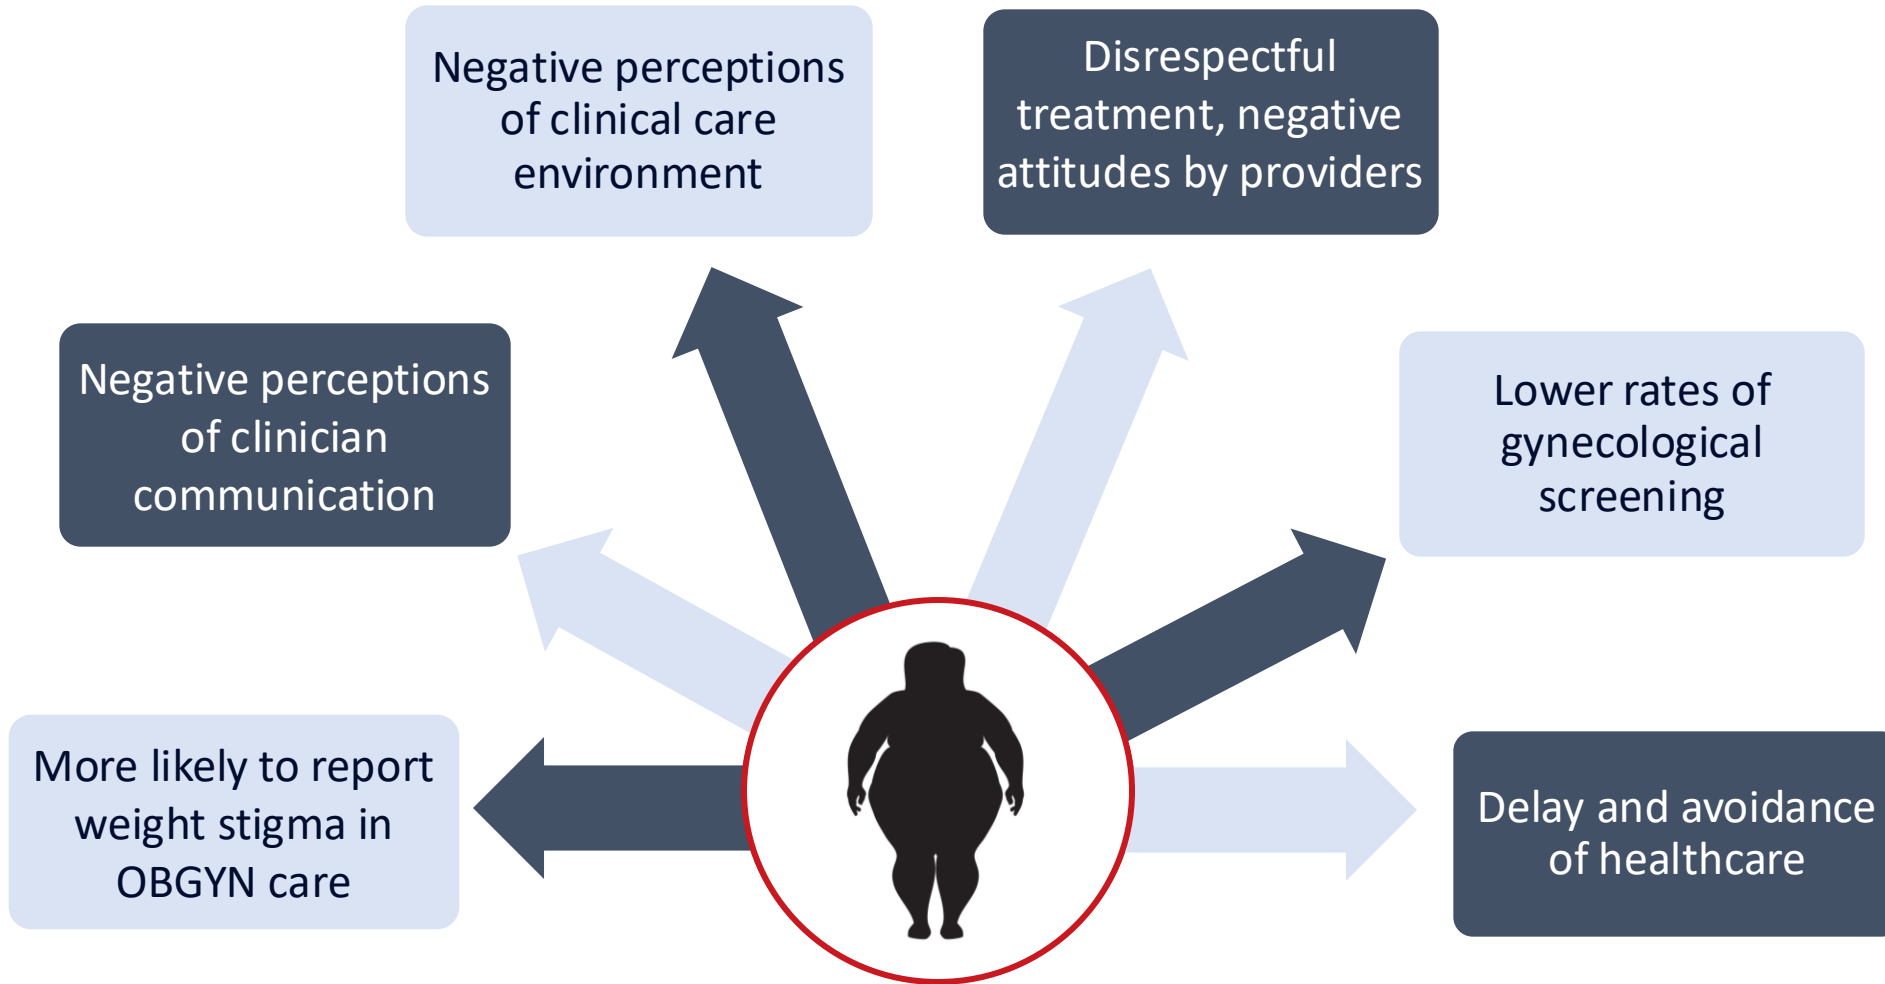 Negative perceptions
of clinical care
environment
Disrespectful
treatment, negative
attitudes by providers
Negative perceptions
of clinician
communication
Lower rates of
gynecological
screening
More likely to report
weight stigma in
OBGYN care
Delay and avoidance
of healthcare